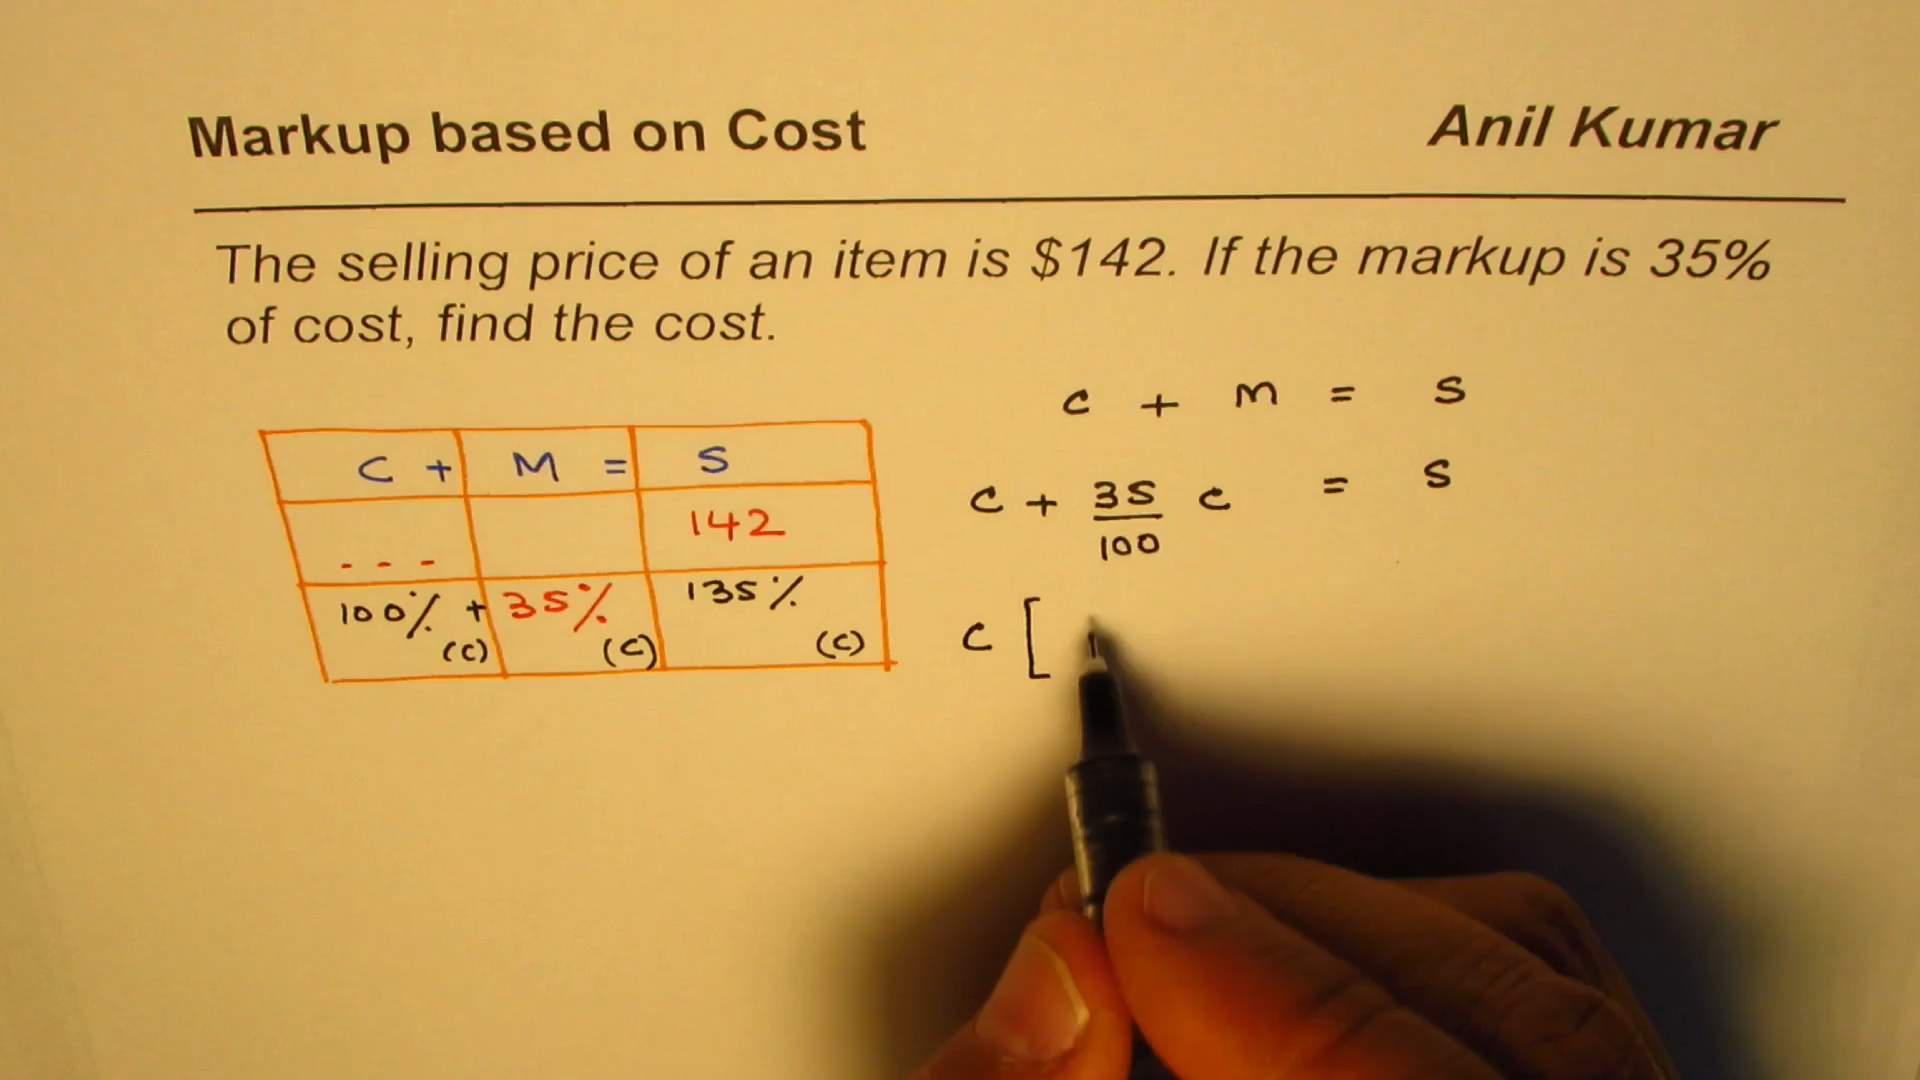 Markup based on Cost Anil Kumar
The selling price of an item is $142. If the markup is 35%
of cost, find the cost.
C + M = S
142
- - -
100% + 35% 135%
(C) (C) (C)
C + M = S
C + 35/100 C = S
C [